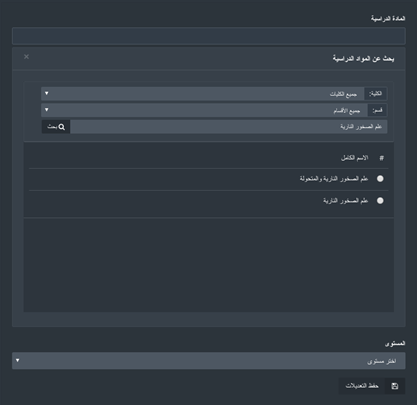 المادة الدراسية
بحث عن المواد الدراسية ×
الكلية: جميع الكليات
قسم: جميع الأقسام
علم الصخور النارية بحث
# الاسم الكامل
علم الصخور النارية والمتحولة
علم الصخور النارية
المستوى
اختر مستوى
حفظ التعديلات